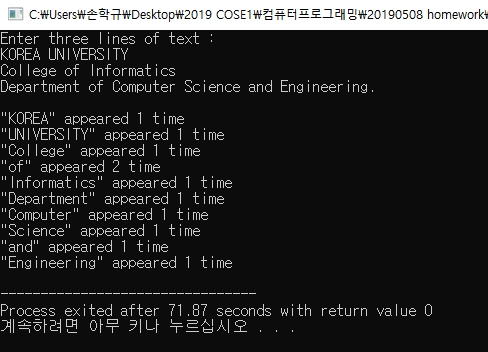 C:₩Users₩손학규₩Desktop₩2019 COSE1₩컴퓨터프로그래밍₩20190508 homework₩
Enter three lines of text :
KOREA UNIVERSITY
College of Informatics
Department of Computer Science and Engineering.
"KOREA" appeared 1 time
"UNIVERSITY" appeared 1 time
"College" appeared 1 time
"of" appeared 2 time
"Informatics" appeared 1 time
"Department" appeared 1 time
"Computer" appeared 1 time
"Science" appeared 1 time
"and" appeared 1 time
"Engineering" appeared 1 time
--------------------------------
Process exited after 71.87 seconds with return value 0
계속하려면 아무 키나 누르십시오 . . .